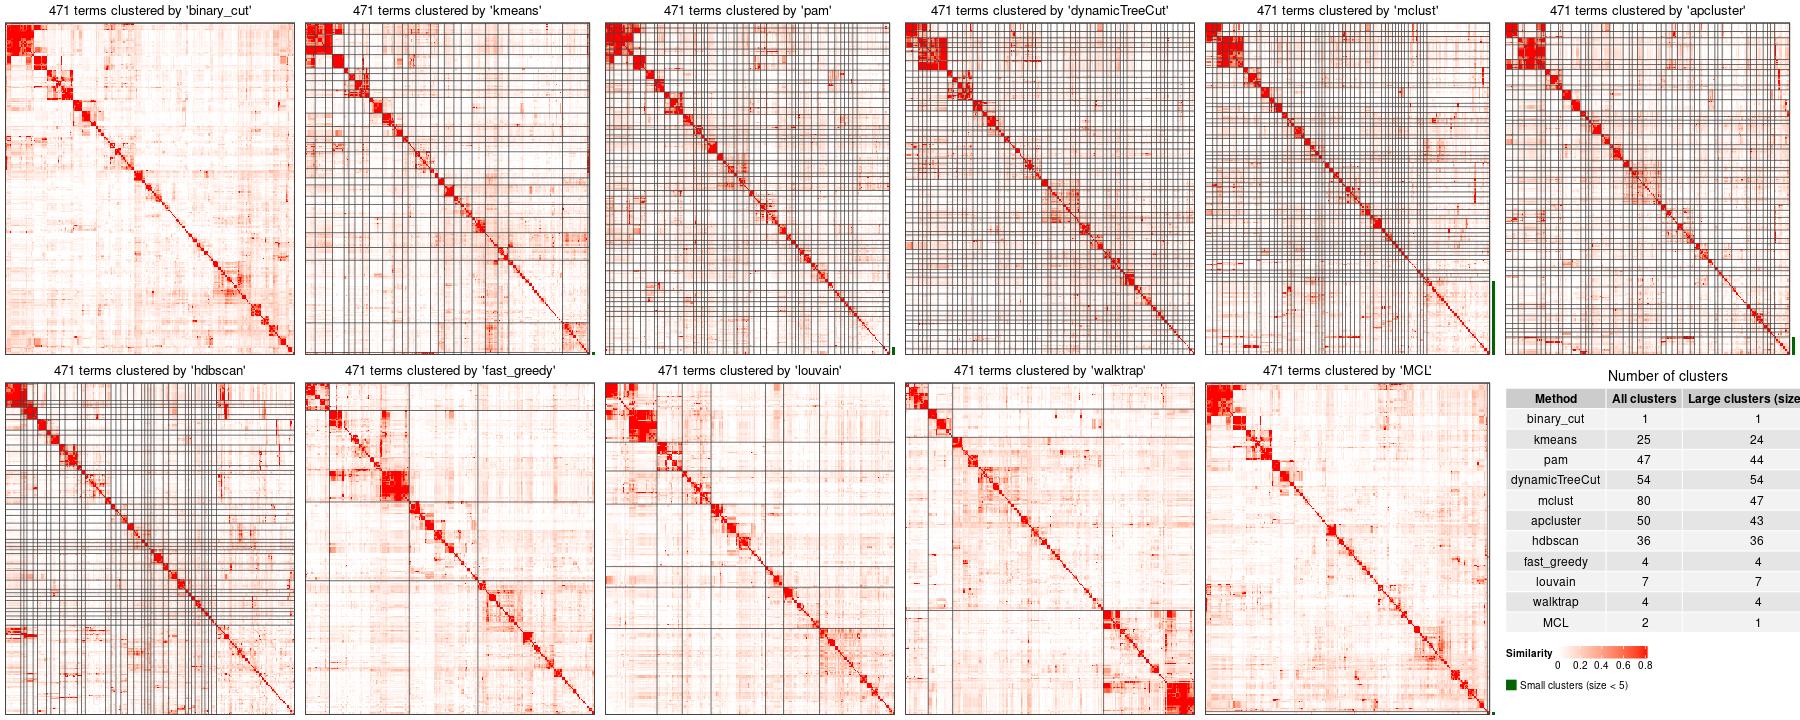 471 terms clustered by 'binary_cut'
471 terms clustered by 'kmeans'
471 terms clustered by 'pam'
471 terms clustered by 'dynamicTreeCut'
471 terms clustered by 'mclust'
471 terms clustered by 'apcluster'
471 terms clustered by 'hdbscan'
471 terms clustered by 'fast_greedy'
471 terms clustered by 'louvain'
471 terms clustered by 'walktrap'
471 terms clustered by 'MCL'
Number of clusters
Method All clusters Large clusters (size
binary_cut 1 1
kmeans 25 24
pam 47 44
dynamicTreeCut 54 54
mclust 80 47
apcluster 50 43
hdbscan 36 36
fast_greedy 4 4
louvain 7 7
walktrap 4 4
MCL 2 1
Similarity
0 0.2 0.4 0.6 0.8
Small clusters (size < 5)